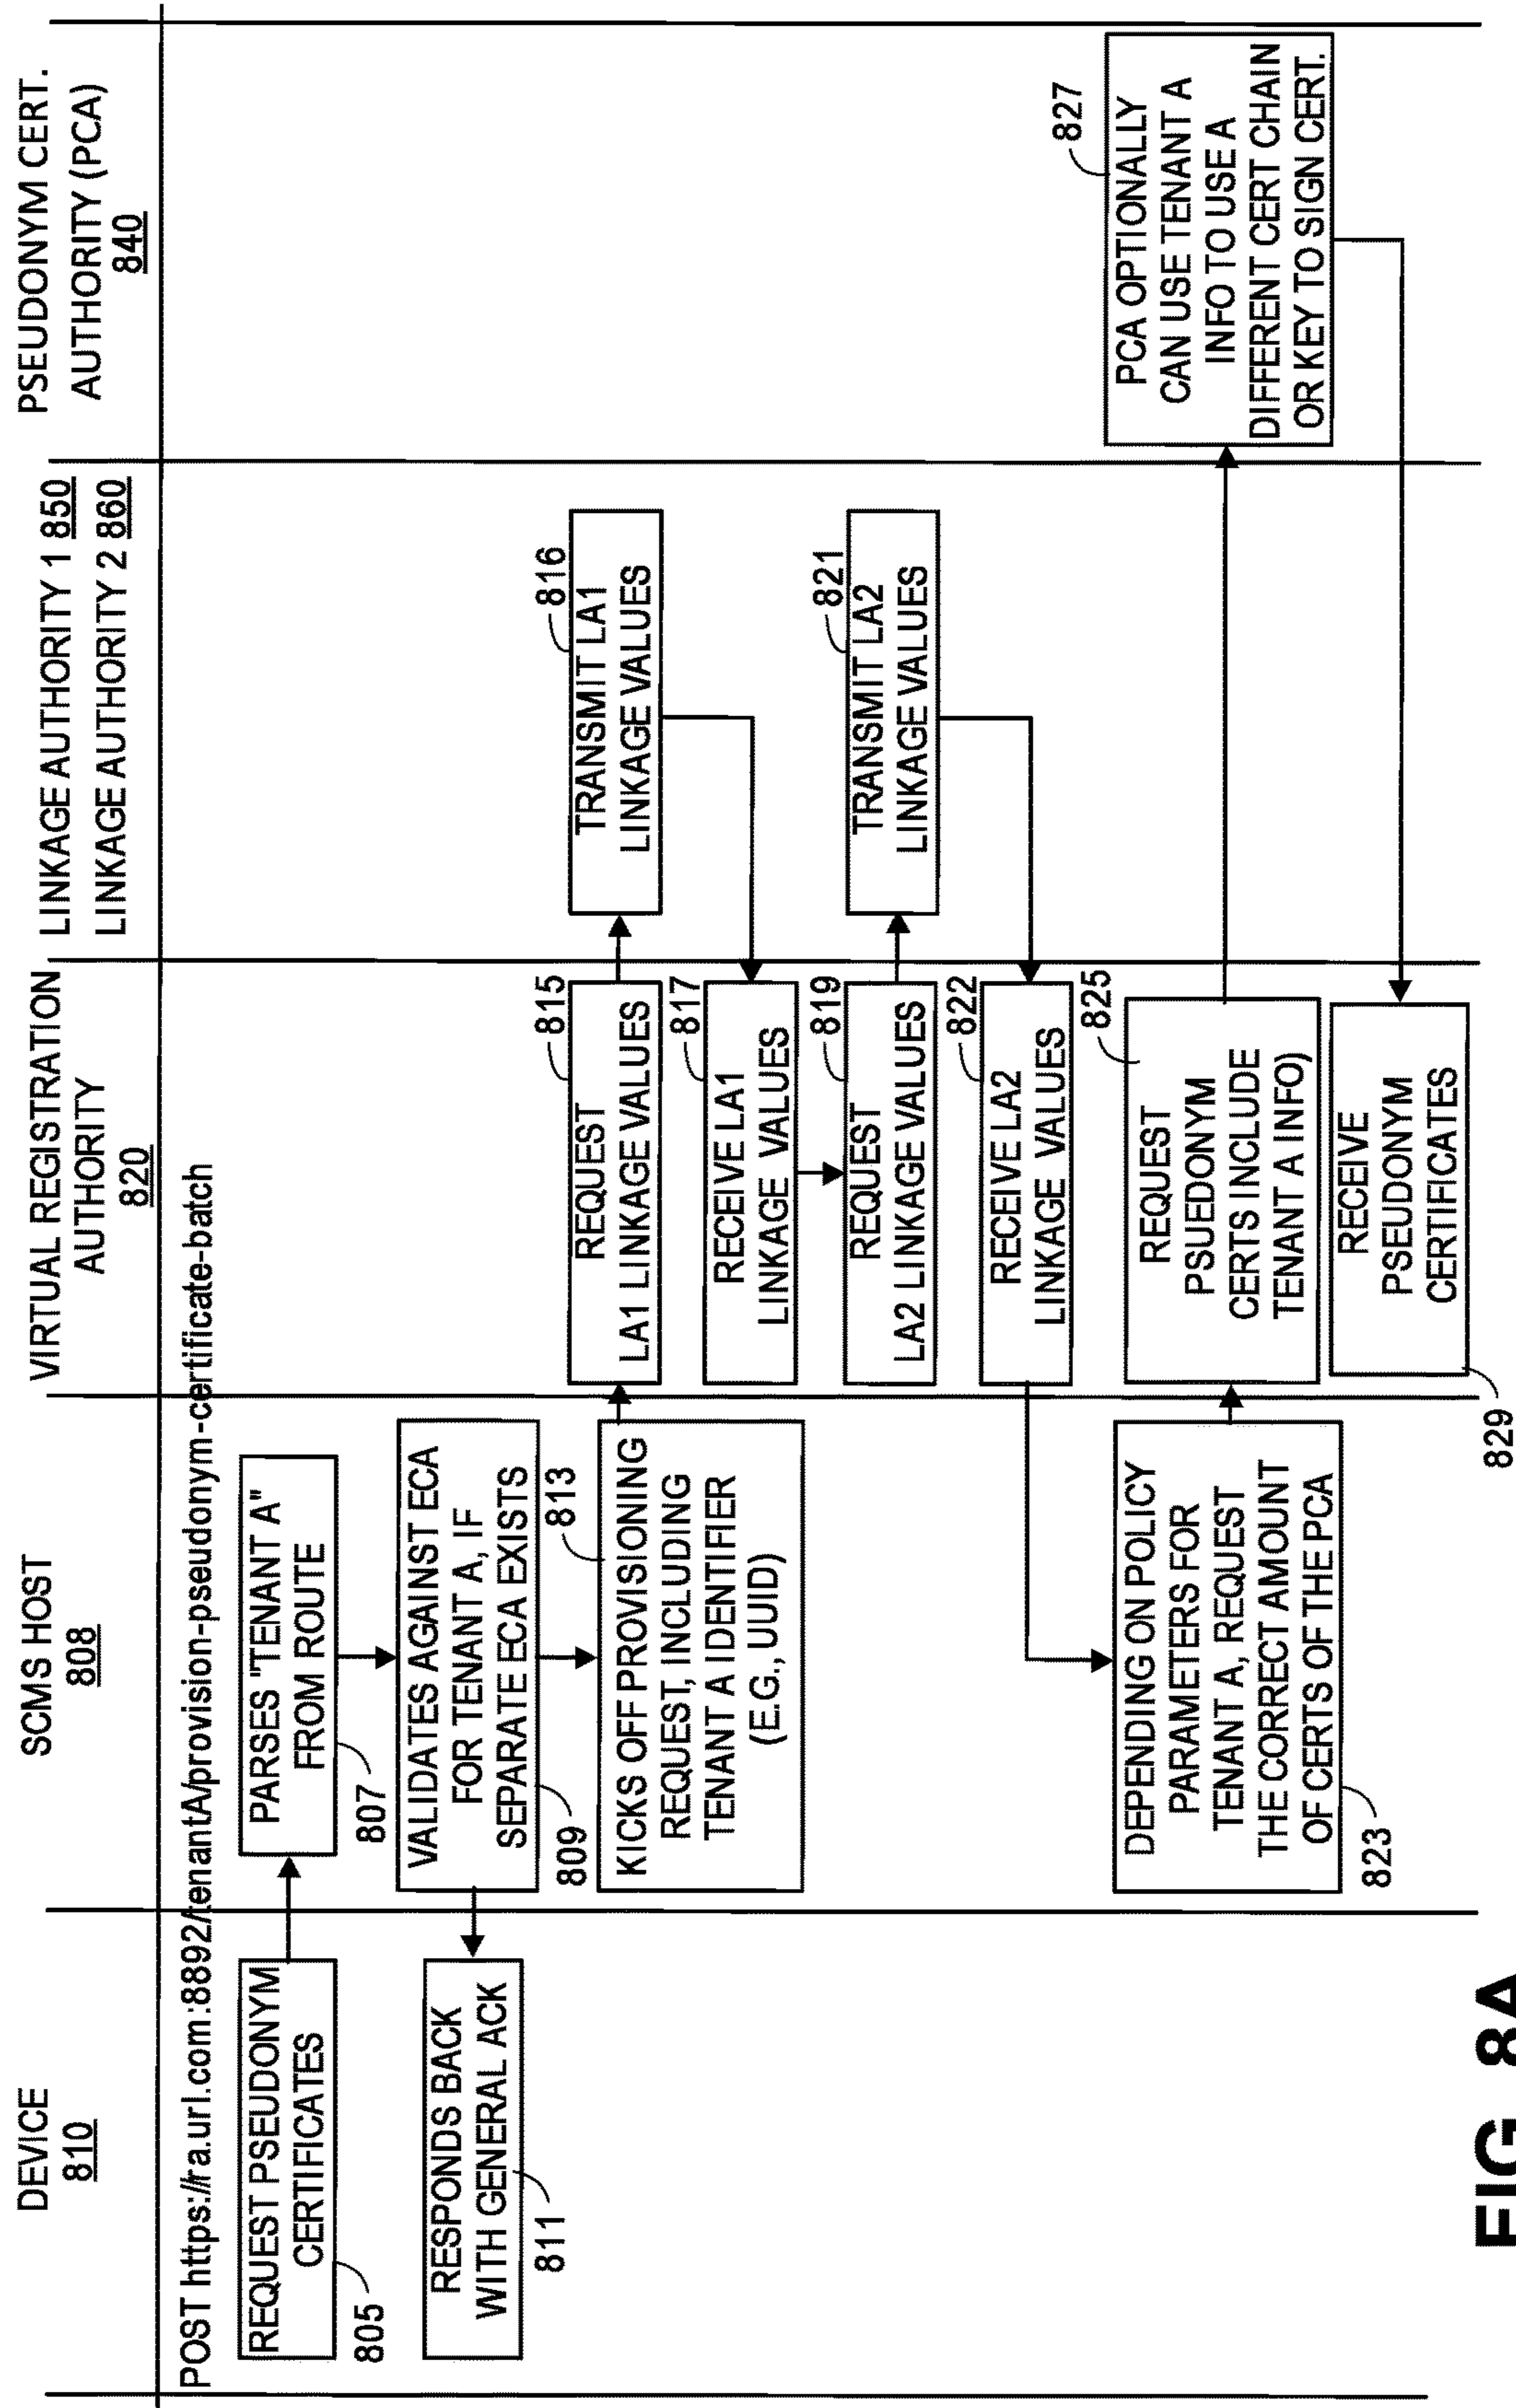 DEVICE
810
SCMS HOST
808
VIRTUAL REGISTRATION
AUTHORITY
820
LINKAGE AUTHORITY 1 850
LINKAGE AUTHORITY 2 860
PSEUDONYM CERT.
AUTHORITY (PCA)
840
POST https://ra.url.com:8892/tenantA/provision-pseudonym-certificate-batch
REQUEST PSEUDONYM
CERTIFICATES
805
PARSES "TENANT A"
FROM ROUTE
807
VALIDATES AGAINST ECA
FOR TENANT A, IF
SEPARATE ECA EXISTS
809
RESPONDS BACK
WITH GENERAL ACK
811
813
KICKS OFF PROVISIONING
REQUEST, INCLUDING
TENANT A IDENTIFIER
(E.G., UUID)
815
REQUEST
LA1 LINKAGE VALUES
816
TRANSMIT LA1
LINKAGE VALUES
817
RECEIVE LA1
LINKAGE VALUES
819
REQUEST
LA2 LINKAGE VALUES
821
TRANSMIT LA2
LINKAGE VALUES
822
RECEIVE LA2
LINKAGE VALUES
DEPENDING ON POLICY
PARAMETERS FOR
TENANT A, REQUEST
THE CORRECT AMOUNT
OF CERTS OF THE PCA
823
825
REQUEST
PSUEDONYM
CERTS INCLUDE
TENANT A INFO)
827
PCA OPTIONALLY
CAN USE TENANT A
INFO TO USE A
DIFFERENT CERT CHAIN
OR KEY TO SIGN CERT.
RECEIVE
PSEUDONYM
CERTIFICATES
829
FIG. 8A